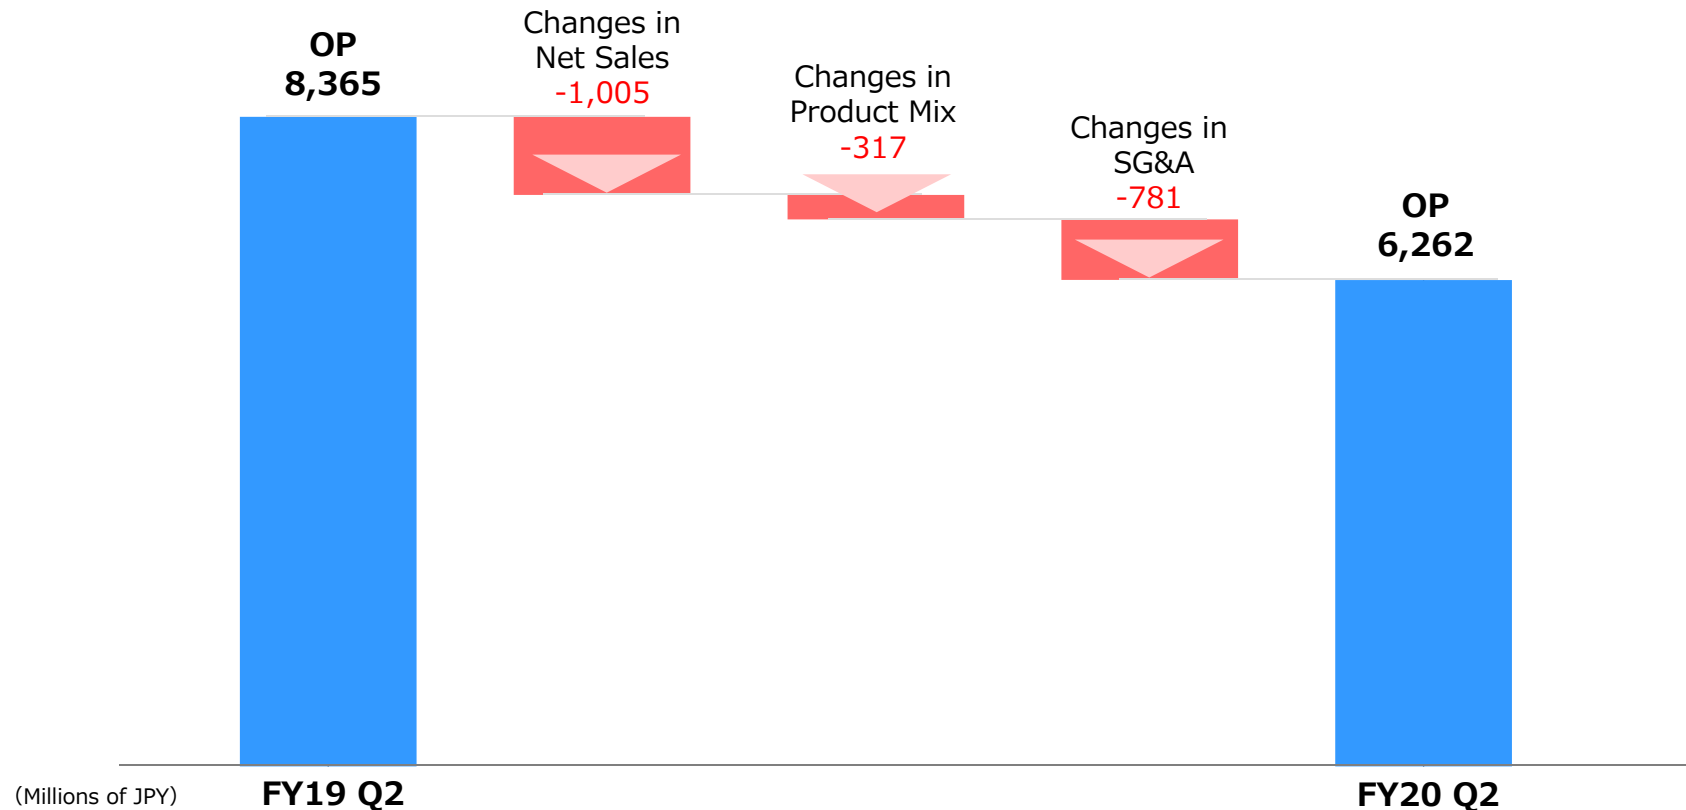 OP
8,365
Changes in
Net Sales
-1,005
Changes in
Product Mix
-317
Changes in
SG&A
-781
OP
6,262
(Millions of JPY)
FY19 Q2
FY20 Q2